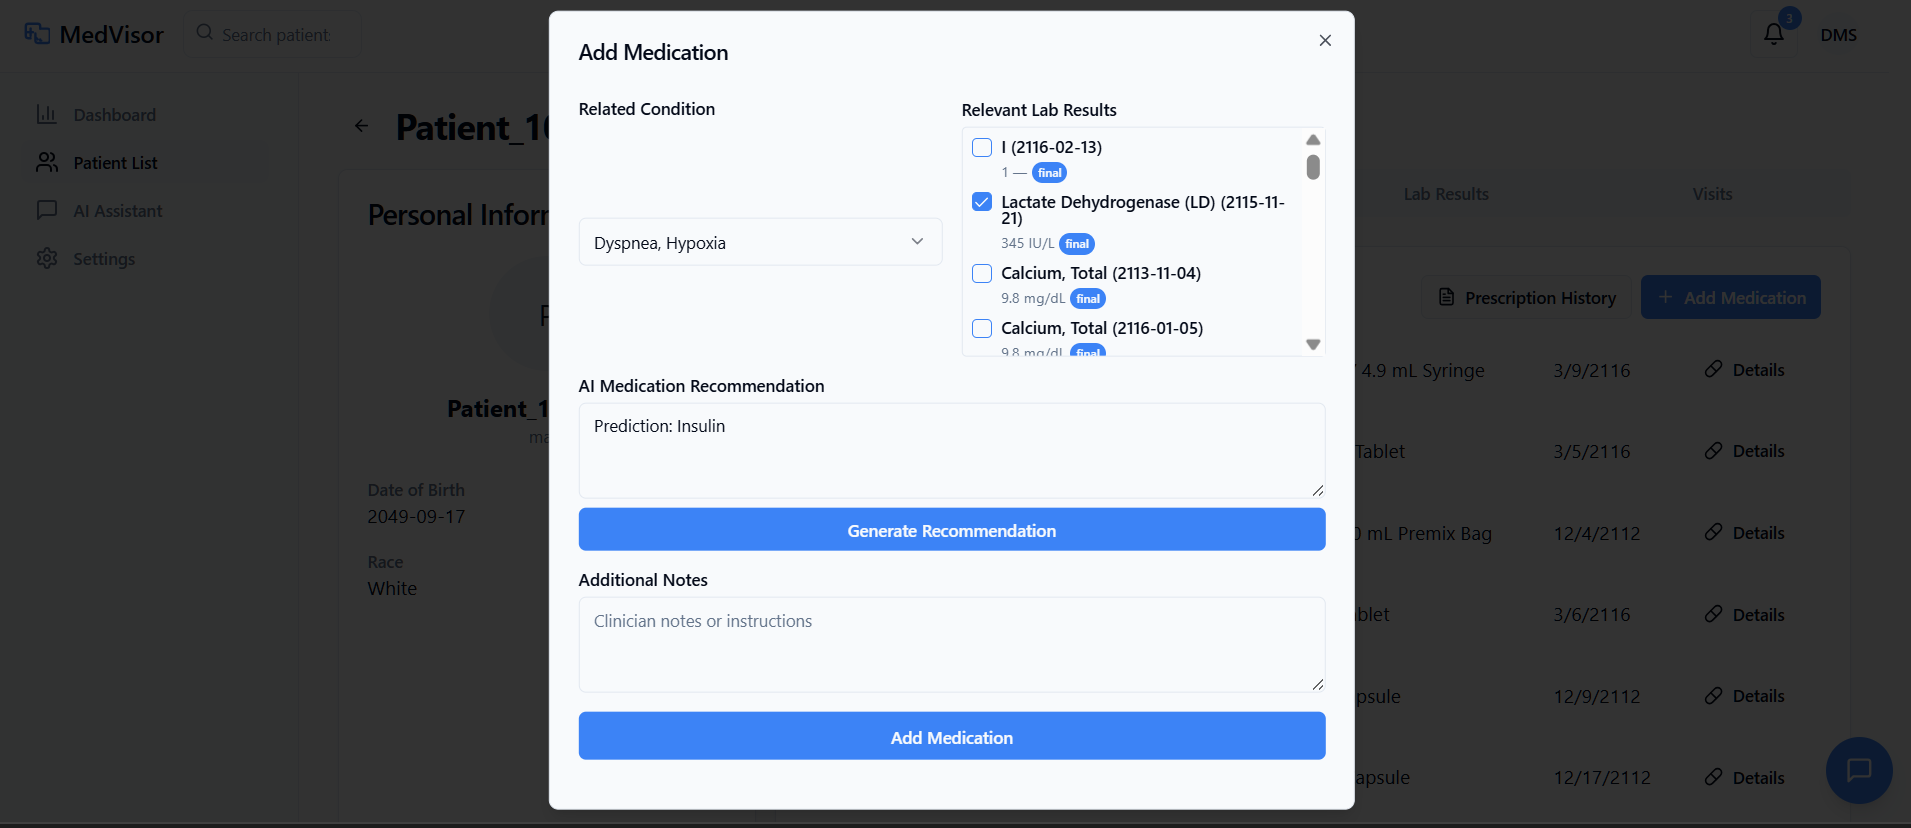 MedVisor
Search patient
3
DMS
Dashboard
Patient List
AI Assistant
Settings
Patient_10
Personal Inform
Patient_1
ma
Date of Birth
2049-09-17
Race
White
Add Medication
Related Condition
Dyspnea, Hypoxia
Relevant Lab Results
I (2116-02-13)
1 — final
Lactate Dehydrogenase (LD) (2115-11-
21)
345 IU/L final
Calcium, Total (2113-11-04)
9.8 mg/dL final
Calcium, Total (2116-01-05)
9.8 mg/dL final
AI Medication Recommendation
Prediction: Insulin
Generate Recommendation
Additional Notes
Clinician notes or instructions
Add Medication
Lab Results Visits
Prescription History + Add Medication
4.9 mL Syringe 3/9/2116 Details
Tablet 3/5/2116 Details
0 mL Premix Bag 12/4/2112 Details
blet 3/6/2116 Details
psule 12/9/2112 Details
apsule 12/17/2112 Details